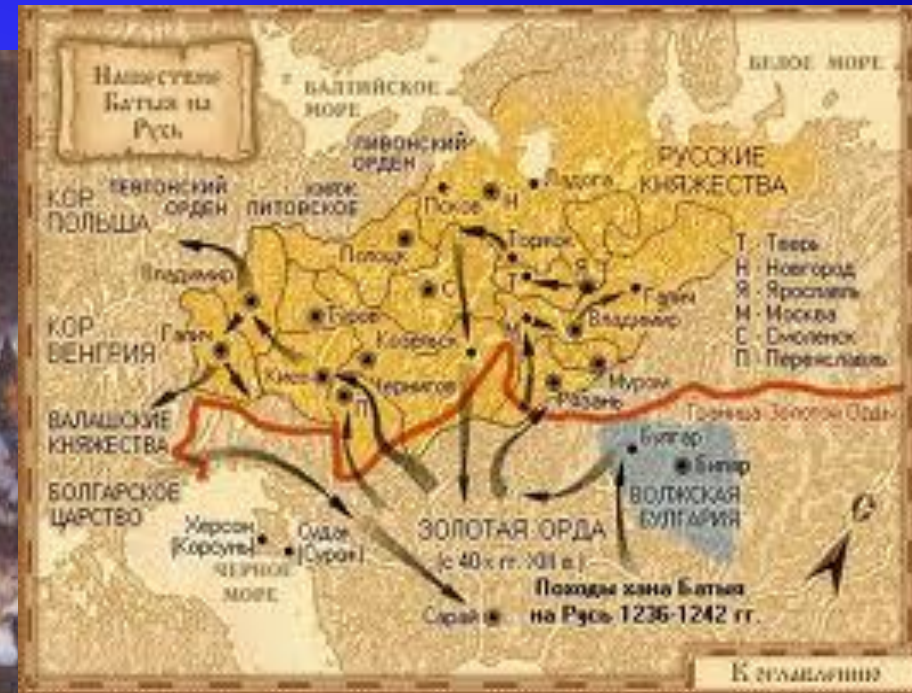 Нашествие
Батыя на
Русь
БАЛТИЙСКОЕ
МОРЕ
БЕЛОЕ МОРЕ
ЛИВОНСКИЙ
ОРДЕН
ТЕВТОНСКИЙ
ОРДЕН
КНЯЖ
ЛИТОВСКОЕ
КОР.
ПОЛЬША
РУССКИЕ
КНЯЖЕСТВА
Ладога
Псков
Н
Полоцк
Торжок
Т
Я
Галич
Владимир
М
С
Т - Тверь
Н - Новгород
Я - Ярославль
М - Москва
С - Смоленск
П - Переяславль
Владимир
Галич
Туров
Козельск
Киев
Чернигов
П
Муром
Рязань
КОР.
ВЕНГРИЯ
Граница Золотой Орды
ВАЛАШСКИЕ
КНЯЖЕСТВА
БОЛГАРСКОЕ
ЦАРСТВО
Булгар
Биляр
ВОЛЖСКАЯ
БУЛГАРИЯ
С
Херсон
(Корсунь)
Судак
(Сурож)
ЧЕРНОЕ
МОРЕ
ЗОЛОТАЯ ОРДА
(с 40х гг. XIII в.)
Сарай
Походы хана Батыя
на Русь 1236-1242 гг.
К оглавлению